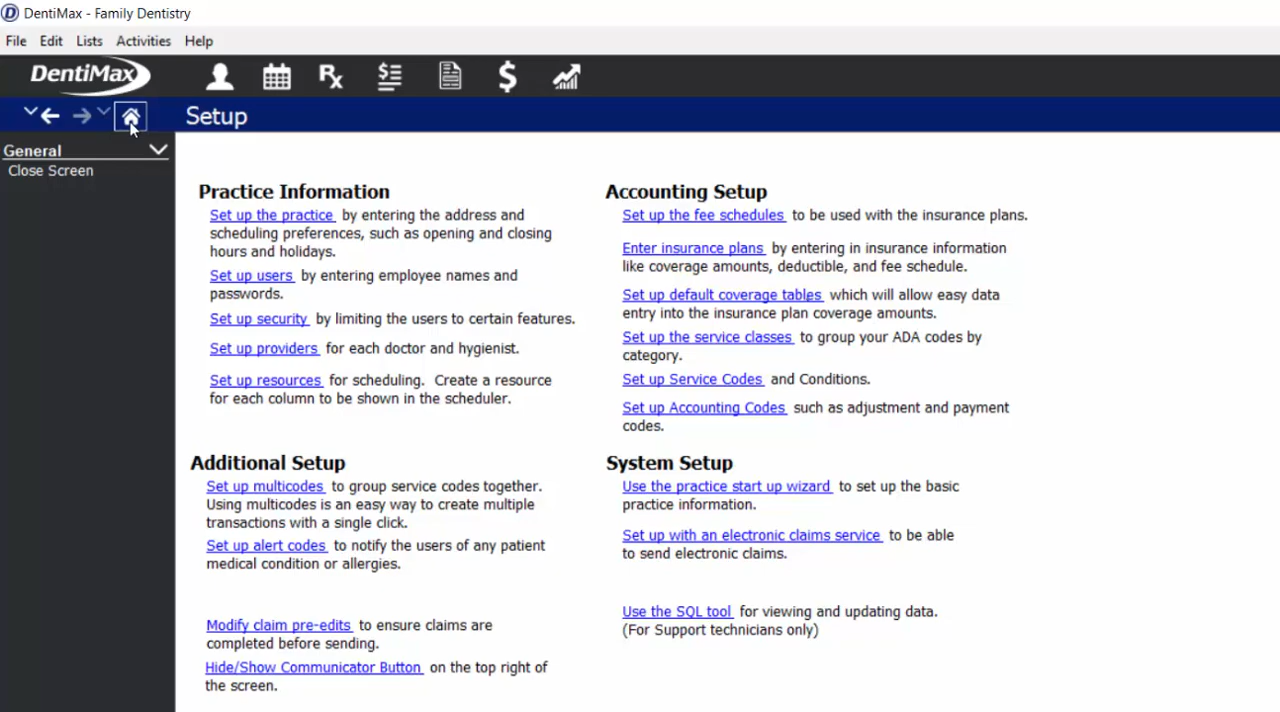 DentiMax - Family Dentistry
File Edit Lists Activities Help
DentiMax
Setup
General
Close Screen
Practice Information
Set up the practice by entering the address and
scheduling preferences, such as opening and closing
hours and holidays.
Set up users by entering employee names and
passwords.
Set up security by limiting the users to certain features.
Set up providers for each doctor and hygienist.
Set up resources for scheduling. Create a resource
for each column to be shown in the scheduler.
Accounting Setup
Set up the fee schedules to be used with the insurance plans.
Enter insurance plans by entering in insurance information
like coverage amounts, deductible, and fee schedule.
Set up default coverage tables which will allow easy data
entry into the insurance plan coverage amounts.
Set up the service classes to group your ADA codes by
category.
Set up Service Codes and Conditions.
Set up Accounting Codes such as adjustment and payment
codes.
Additional Setup
Set up multicodes to group service codes together.
Using multicodes is an easy way to create multiple
transactions with a single click.
Set up alert codes to notify the users of any patient
medical condition or allergies.
Modify claim pre-edits to ensure claims are
completed before sending.
Hide/Show Communicator Button on the top right of
the screen.
System Setup
Use the practice start up wizard to set up the basic
practice information.
Set up with an electronic claims service to be able
to send electronic claims.
Use the SQL tool for viewing and updating data.
(For Support technicians only)